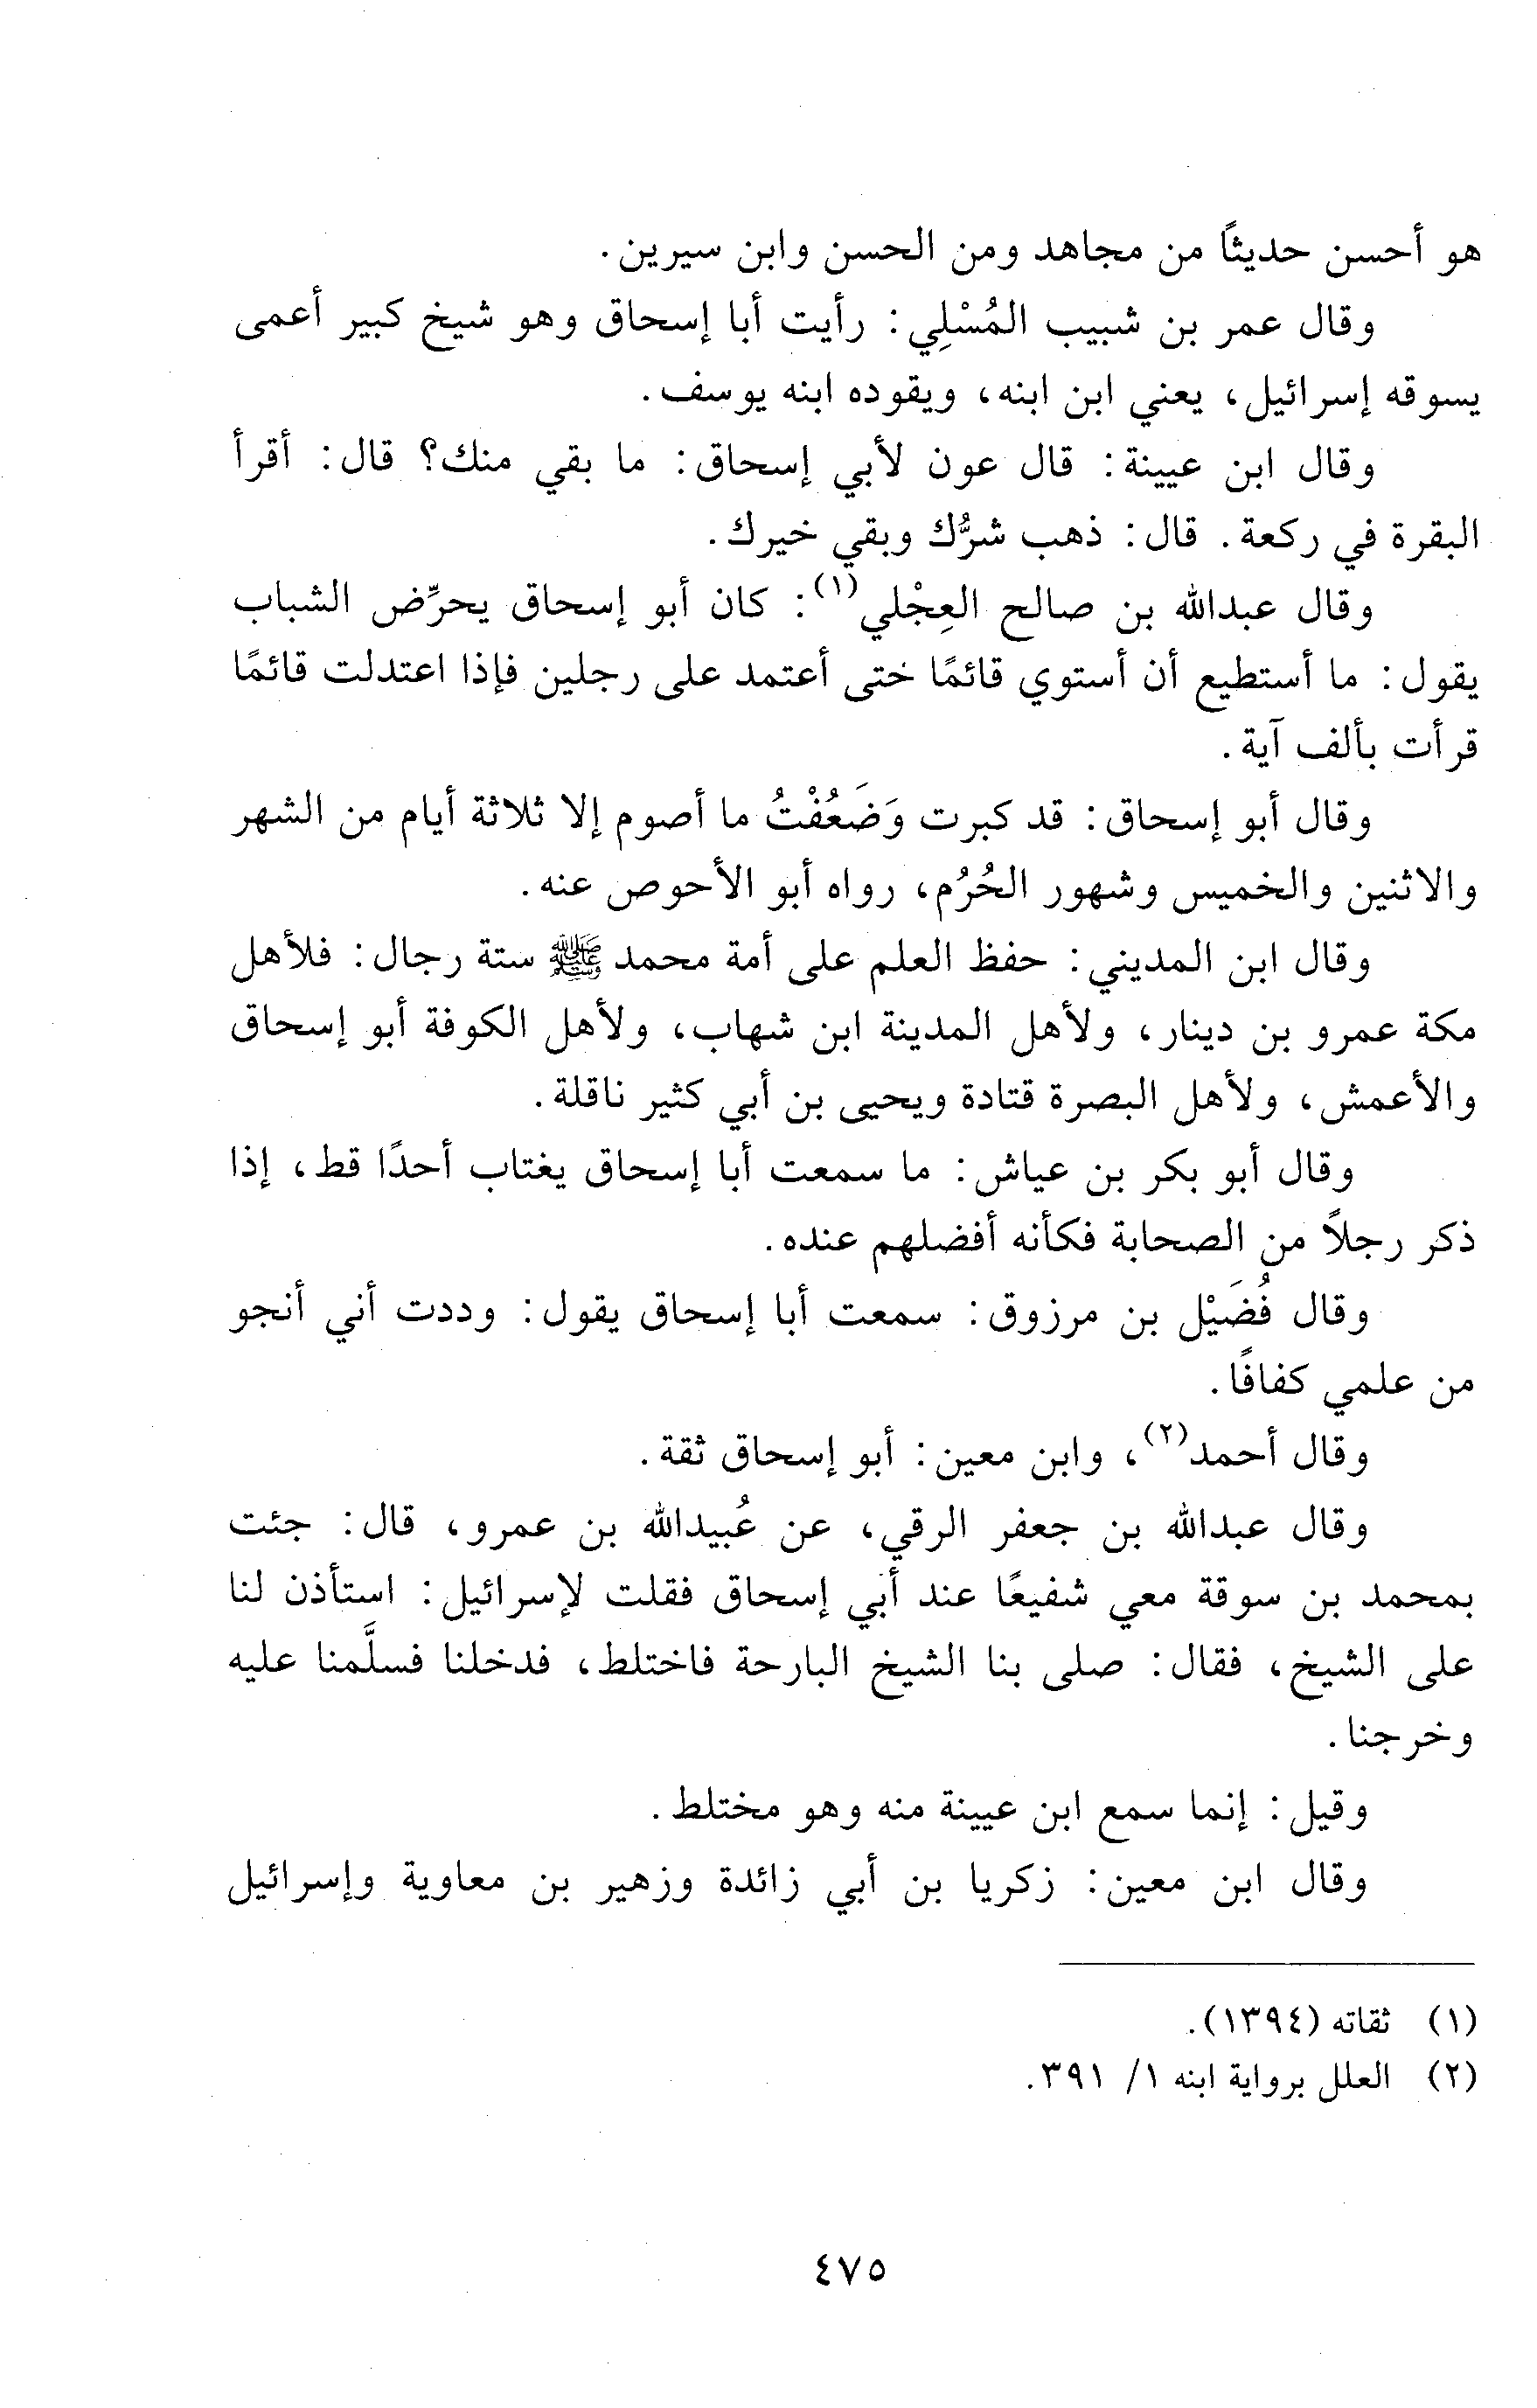 هو أحسن حديثاً من مجاهد ومن الحسن وابن سيرين.
وقال عمر بن شبيب المُسْلِي: رأيت أبا إسحاق وهو شيخ كبير أعمى
يسوقه إسرائيل، يعني ابن ابنه، ويقوده ابنه يوسف.
وقال ابن عيينة: قال عون لأبي إسحاق: ما بقي منك؟ قال: أقرأ
البقرة في ركعة. قال: ذهب شرُّك وبقي خيرك.
وقال عبدالله بن صالح العِجْلي(١): كان أبو إسحاق يحرِّض الشباب
يقول: ما أستطيع أن أستوي قائمًا ختى أعتمد على رجلين فإذا اعتدلت قائمًا
قرأت بألف آية.
وقال أبو إسحاق: قد كبرت وَضَعُفْتُ ما أصوم إلا ثلاثة أيام من الشهر
والاثنين والخميس وشهور الحُرُم، رواه أبو الأحوص عنه.
وقال ابن المديني: حفظ العلم على أمة محمد ﷺ ستة رجال: فلأهل
مكة عمرو بن دينار، ولأهل المدينة ابن شهاب، ولأهل الكوفة أبو إسحاق
والأعمش، ولأهل البصرة قتادة ويحيى بن أبي كثير ناقلة.
وقال أبو بكر بن عياش: ما سمعت أبا إسحاق يغتاب أحدًا قط، إذا
ذكر رجلاً من الصحابة فكأنه أفضلهم عنده.
وقال فُضَيْل بن مرزوق: سمعت أبا إسحاق يقول: وددت أني أنجو
من علمي كفافًا.
وقال أحمد(٢)، وابن معين: أبو إسحاق ثقة.
وقال عبدالله بن جعفر الرقي، عن عُبيدالله بن عمرو، قال: جئت
بمحمد بن سوقة معي شفيعًا عند أبي إسحاق فقلت لإسرائيل: استأذن لنا
على الشيخ، فقال: صلى بنا الشيخ البارحة فاختلط، فدخلنا فسلَّمنا عليه
وخرجنا.
وقيل: إنما سمع ابن عيينة منه وهو مختلط.
وقال ابن معين: زكريا بن أبي زائدة وزهير بن معاوية وإسرائيل
(١) ثقاته (١٣٩٤).
(٢) العلل برواية ابنه ١/ ٣٩١.
٤٧٥